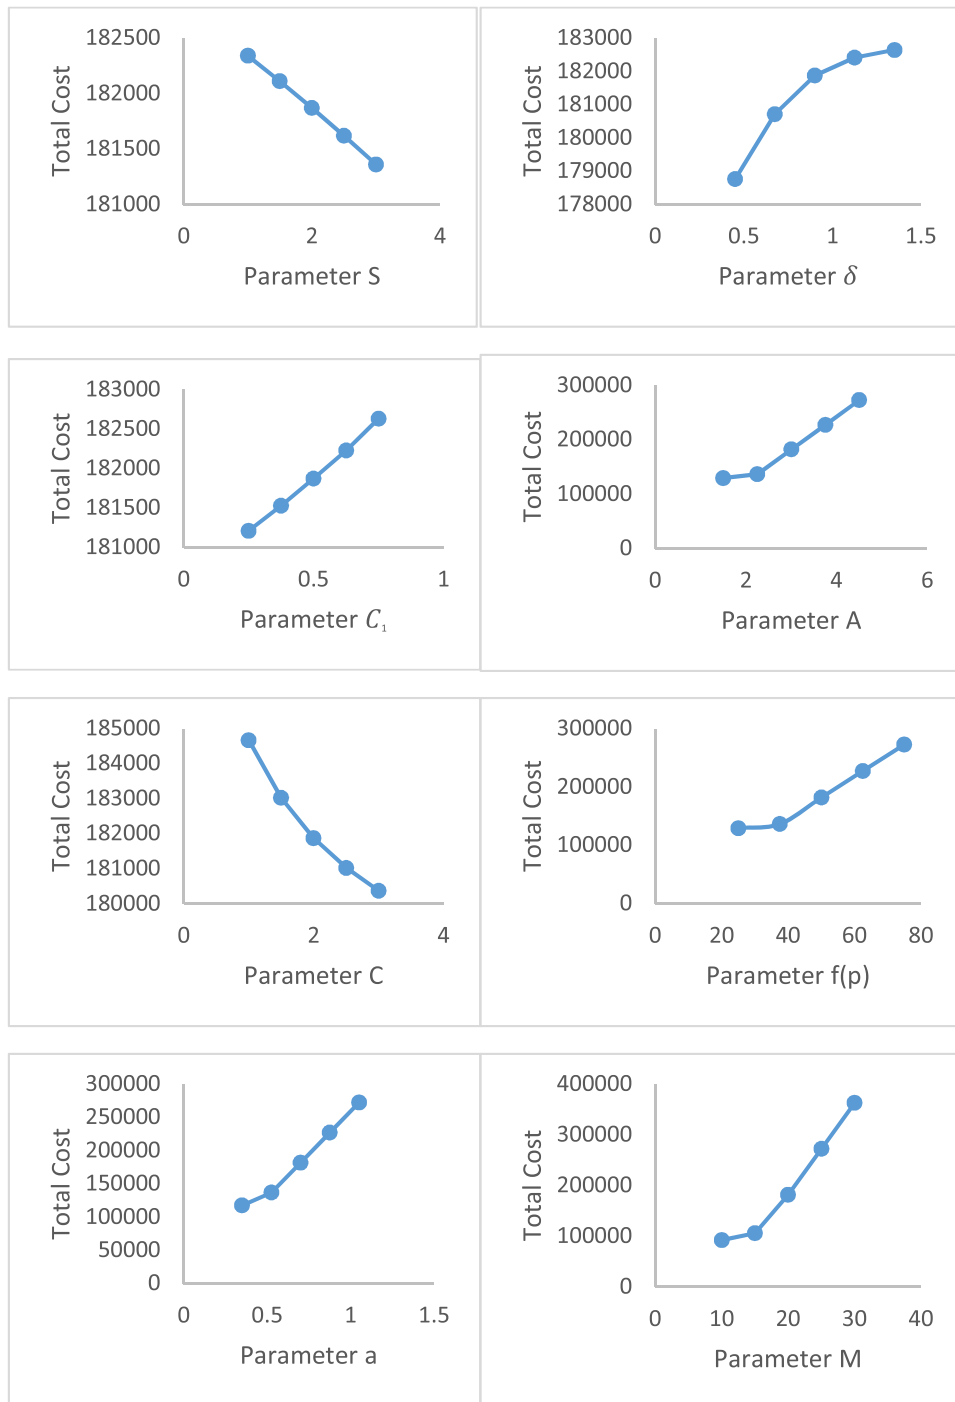 182500
182000
181500
181000
Total Cost
0 2 4
Parameter S
183000
182000
181000
180000
179000
178000
Total Cost
0 0.5 1 1.5
Parameter δ
183000
182500
182000
181500
181000
Total Cost
0 0.5 1
Parameter C₁
300000
200000
100000
0
Total Cost
0 2 4 6
Parameter A
185000
184000
183000
182000
181000
180000
Total Cost
0 2 4
Parameter C
300000
200000
100000
0
Total Cost
0 20 40 60 80
Parameter f(p)
300000
250000
200000
150000
100000
50000
0
Total Cost
0 0.5 1 1.5
Parameter a
400000
300000
200000
100000
0
Total Cost
0 10 20 30 40
Parameter M